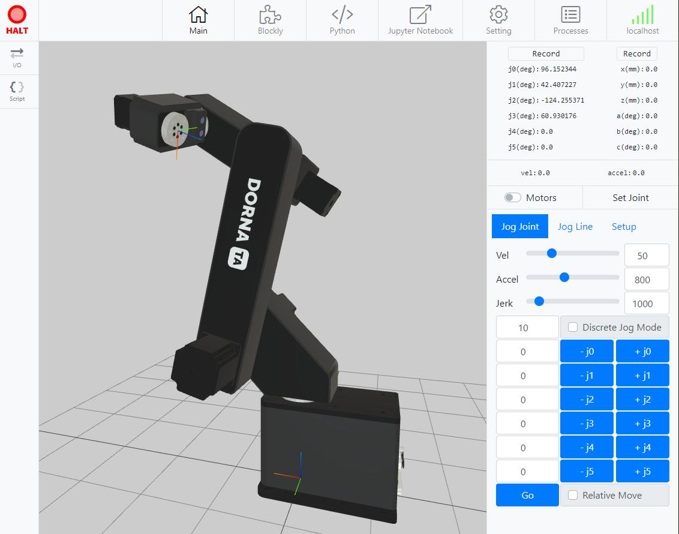 HALT
Main
Blockly
Python
Jupyter Notebook
Setting
Processes
localhost
I/O
Script
DORNA TA
Record Record
j0(deg): 96.152344 x(mm): 0.0
j1(deg): 42.407227 y(mm): 0.0
j2(deg): -124.255371 z(mm): 0.0
j3(deg): 60.930176 a(deg): 0.0
j4(deg): 0.0 b(deg): 0.0
j5(deg): 0.0 c(deg): 0.0
vel: 0.0 accel: 0.0
Motors Set Joint
Jog Joint Jog Line Setup
Vel 50
Accel 800
Jerk 1000
10 Discrete Jog Mode
0 - j0 + j0
0 - j1 + j1
0 - j2 + j2
0 - j3 + j3
0 - j4 + j4
0 - j5 + j5
Go Relative Move